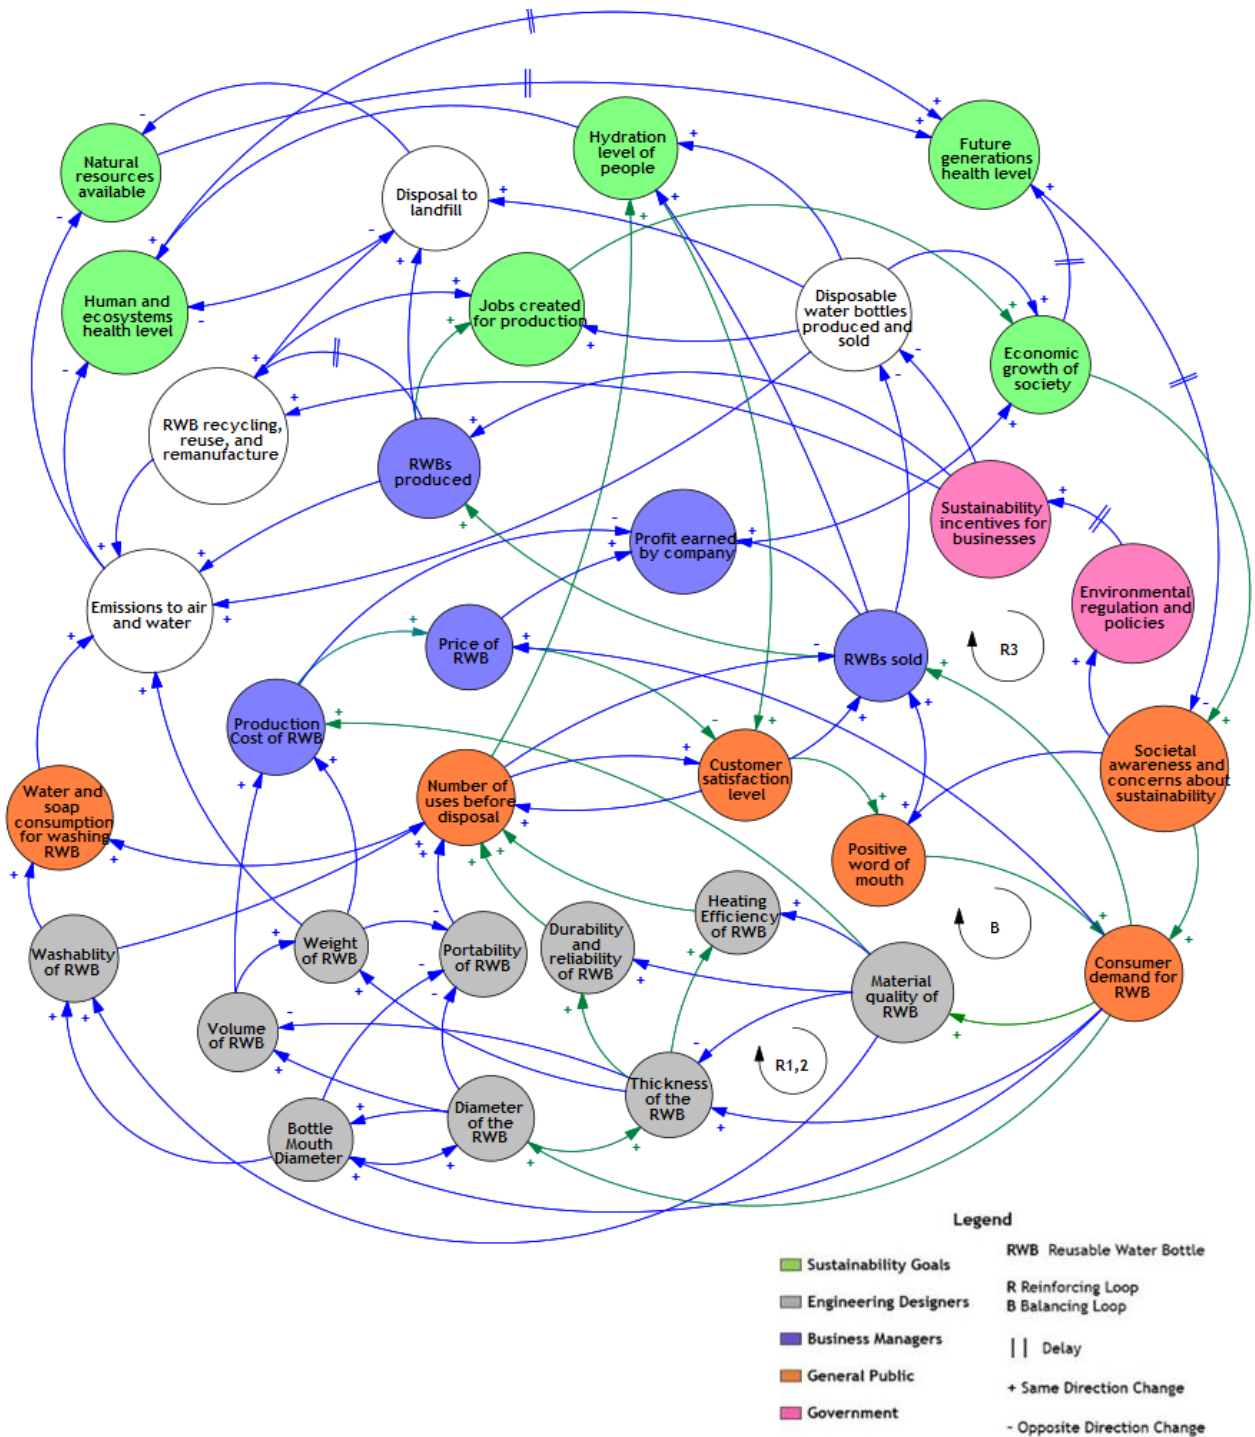 Natural
resources
available
Hydration
level of
people
Future
generations
health level
Disposal to
landfill
Human and
ecosystems
health level
Jobs created
for production
Disposable
water bottles
produced and
sold
Economic
growth of
society
RWB recycling,
reuse, and
remanufacture
RWBs
produced
Sustainability
incentives for
businesses
Profit earned
by company
Environmental
regulation and
policies
Emissions to air
and water
Price of
RWB
RWBs sold
R3
Production
Cost of RWB
Societal
awareness and
concerns about
sustainability
Customer
satisfaction
level
Number of
uses before
disposal
Water and
soap
consumption
for washing
RWB
Positive
word of
mouth
Heating
Efficiency
of RWB
B
Washablity
of RWB
Weight
of RWB
Portability
of RWB
Durability
and
reliability
of RWB
Material
quality of
RWB
Consumer
demand for
RWB
Volume
of RWB
R1,2
Thickness
of the
RWB
Diameter
of the
RWB
Bottle
Mouth
Diameter
Legend
Sustainability Goals
Engineering Designers
Business Managers
General Public
Government
RWB Reusable Water Bottle
R Reinforcing Loop
B Balancing Loop
|| Delay
+ Same Direction Change
- Opposite Direction Change